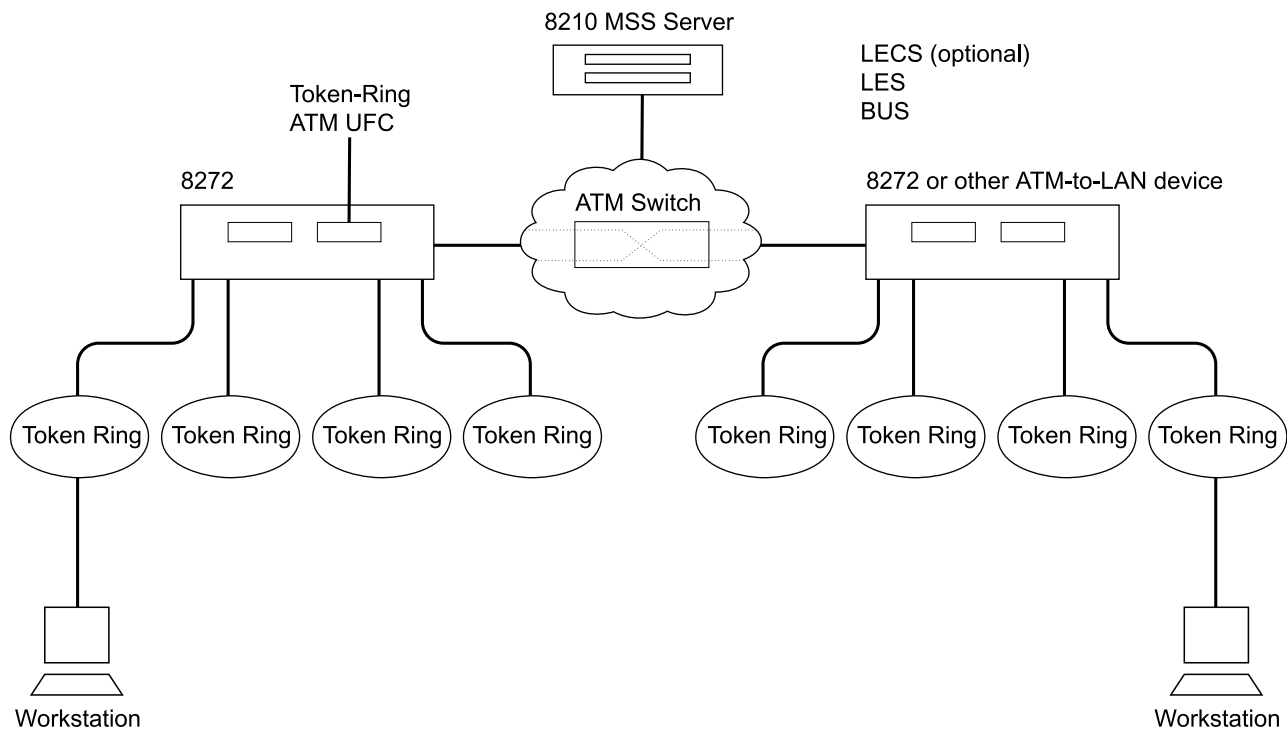 8210 MSS Server
LECS (optional)
LES
BUS
Token-Ring
ATM UFC
8272
ATM Switch
8272 or other ATM-to-LAN device
Token Ring
Token Ring
Token Ring
Token Ring
Token Ring
Token Ring
Token Ring
Token Ring
Workstation
Workstation